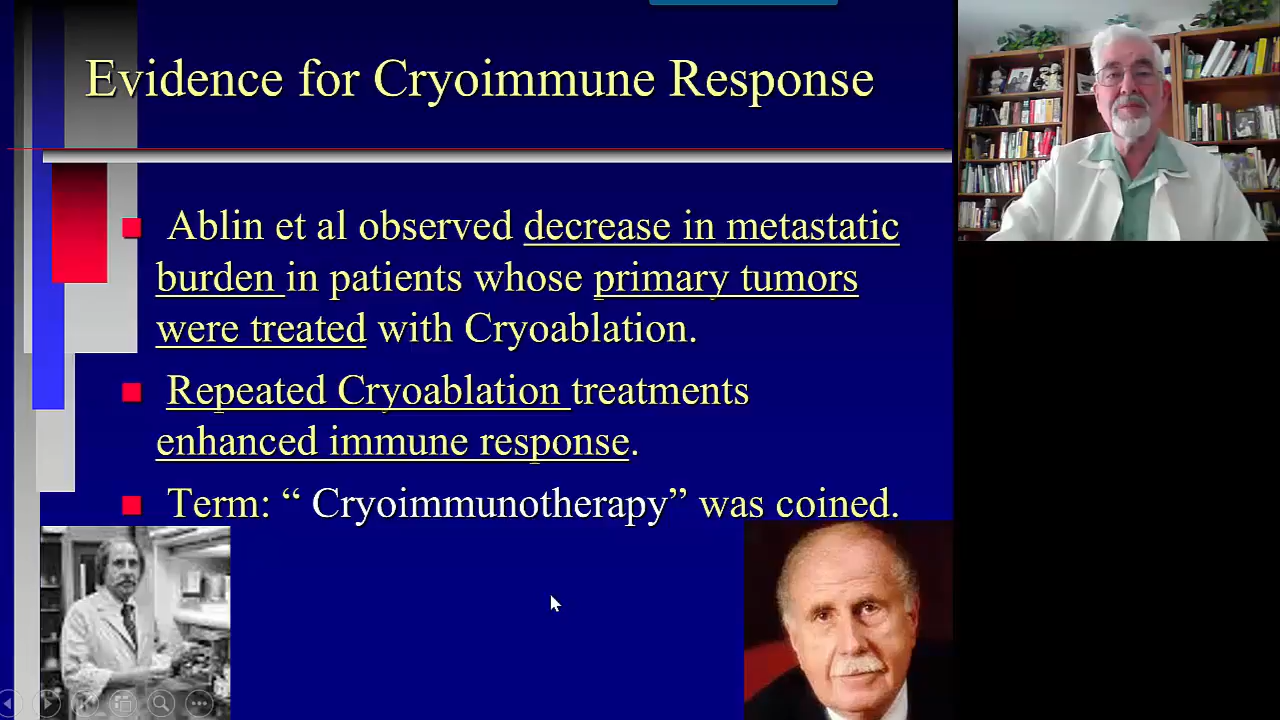 Evidence for Cryoimmune Response
Ablin et al observed decrease in metastatic
burden in patients whose primary tumors
were treated with Cryoablation.
Repeated Cryoablation treatments
enhanced immune response.
Term: “ Cryoimmunotherapy” was coined.